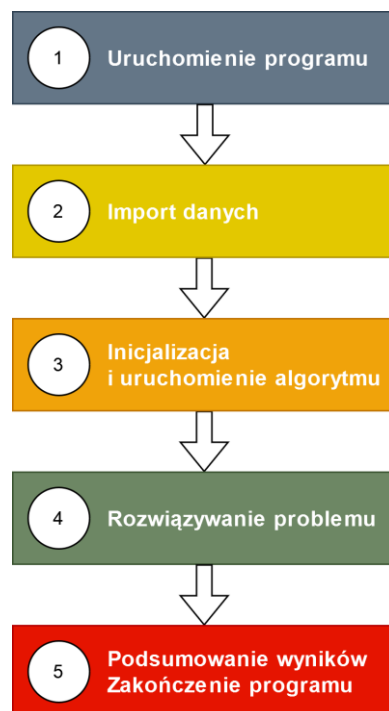 1
Uruchomienie programu
2
Import danych
3
Inicjalizacja
i uruchomienie algorytmu
4
Rozwiązywanie problemu
5
Podsumowanie wyników
Zakończenie programu